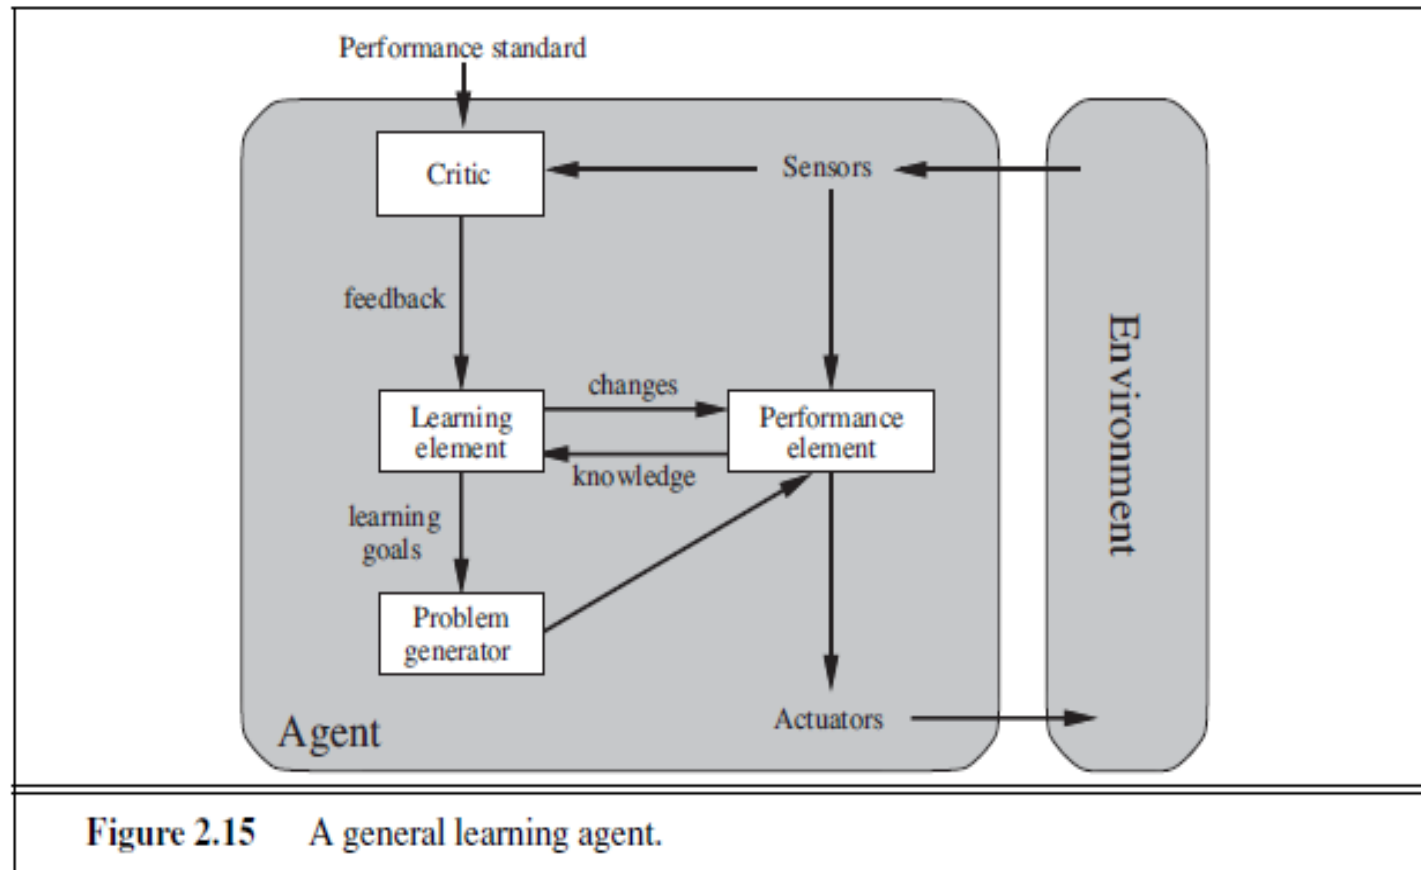 Performance standard
Critic
Sensors
feedback
changes
Learning
element
Performance
element
knowledge
learning
goals
Problem
generator
Actuators
Agent
Environment
Figure 2.15 A general learning agent.